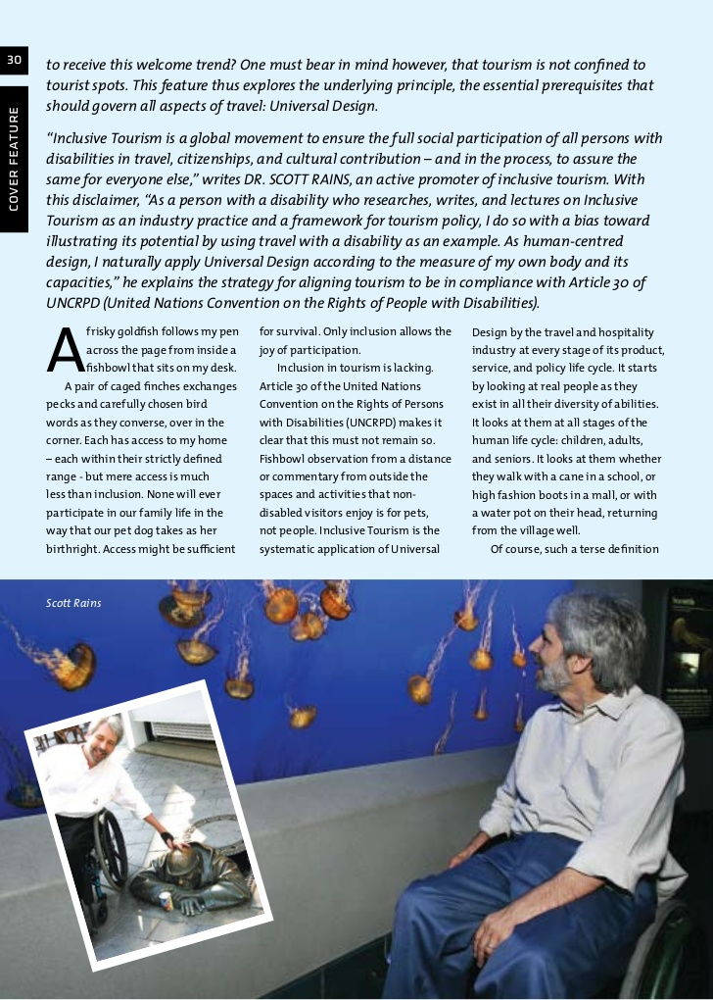 30
COVER FEATURE
to receive this welcome trend? One must bear in mind however, that tourism is not confined to
tourist spots. This feature thus explores the underlying principle, the essential prerequisites that
should govern all aspects of travel: Universal Design.
“Inclusive Tourism is a global movement to ensure the full social participation of all persons with
disabilities in travel, citizenships, and cultural contribution – and in the process, to assure the
same for everyone else,” writes DR. SCOTT RAINS, an active promoter of inclusive tourism. With
this disclaimer, “As a person with a disability who researches, writes, and lectures on Inclusive
Tourism as an industry practice and a framework for tourism policy, I do so with a bias toward
illustrating its potential by using travel with a disability as an example. As human-centred
design, I naturally apply Universal Design according to the measure of my own body and its
capacities,” he explains the strategy for aligning tourism to be in compliance with Article 30 of
UNCRPD (United Nations Convention on the Rights of People with Disabilities).
A frisky goldfish follows my pen
across the page from inside a
fishbowl that sits on my desk.
A pair of caged finches exchanges
pecks and carefully chosen bird
words as they converse, over in the
corner. Each has access to my home
– each within their strictly defined
range - but mere access is much
less than inclusion. None will ever
participate in our family life in the
way that our pet dog takes as her
birthright. Access might be sufficient
for survival. Only inclusion allows the
joy of participation.
Inclusion in tourism is lacking.
Article 30 of the United Nations
Convention on the Rights of Persons
with Disabilities (UNCRPD) makes it
clear that this must not remain so.
Fishbowl observation from a distance
or commentary from outside the
spaces and activities that non-
disabled visitors enjoy is for pets,
not people. Inclusive Tourism is the
systematic application of Universal
Design by the travel and hospitality
industry at every stage of its product,
service, and policy life cycle. It starts
by looking at real people as they
exist in all their diversity of abilities.
It looks at them at all stages of the
human life cycle: children, adults,
and seniors. It looks at them whether
they walk with a cane in a school, or
high fashion boots in a mall, or with
a water pot on their head, returning
from the village well.
Of course, such a terse definition
Scott Rains